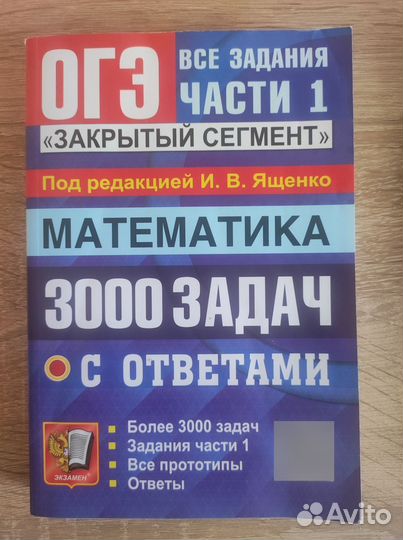 ОГЭ
ВСЕ ЗАДАНИЯ
ЧАСТИ 1
«ЗАКРЫТЫЙ СЕГМЕНТ»
Под редакцией И. В. Ященко
МАТЕМАТИКА
3000 ЗАДАЧ
С ОТВЕТАМИ
Более 3000 задач
Задания части 1
Все прототипы
Ответы
ЭКЗАМЕН
Avito